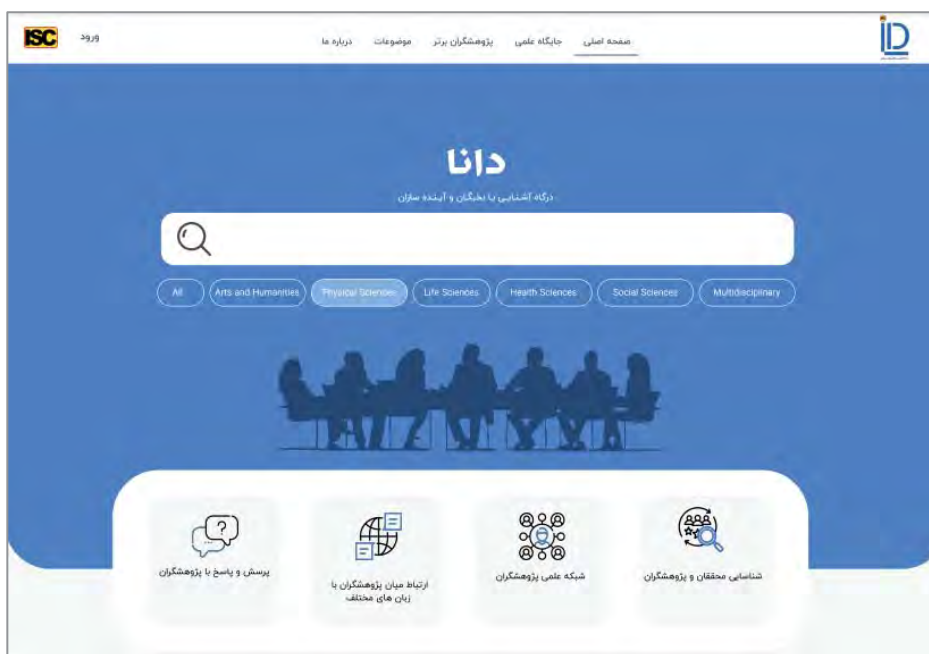 صفحه اصلی
جایگاه علمی
پژوهشگران برتر
موضوعات
درباره ما
ورود
ISC
دانا
درگاه آشنایی با نخبگان و آینده سازان
All
Arts and Humanities
Physical Sciences
Life Sciences
Health Sciences
Social Sciences
Multidisciplinary
شناسایی محققان و پژوهشگران
شبکه علمی پژوهشگران
ارتباط میان پژوهشگران با
زبان های مختلف
پرسش و پاسخ با پژوهشگران